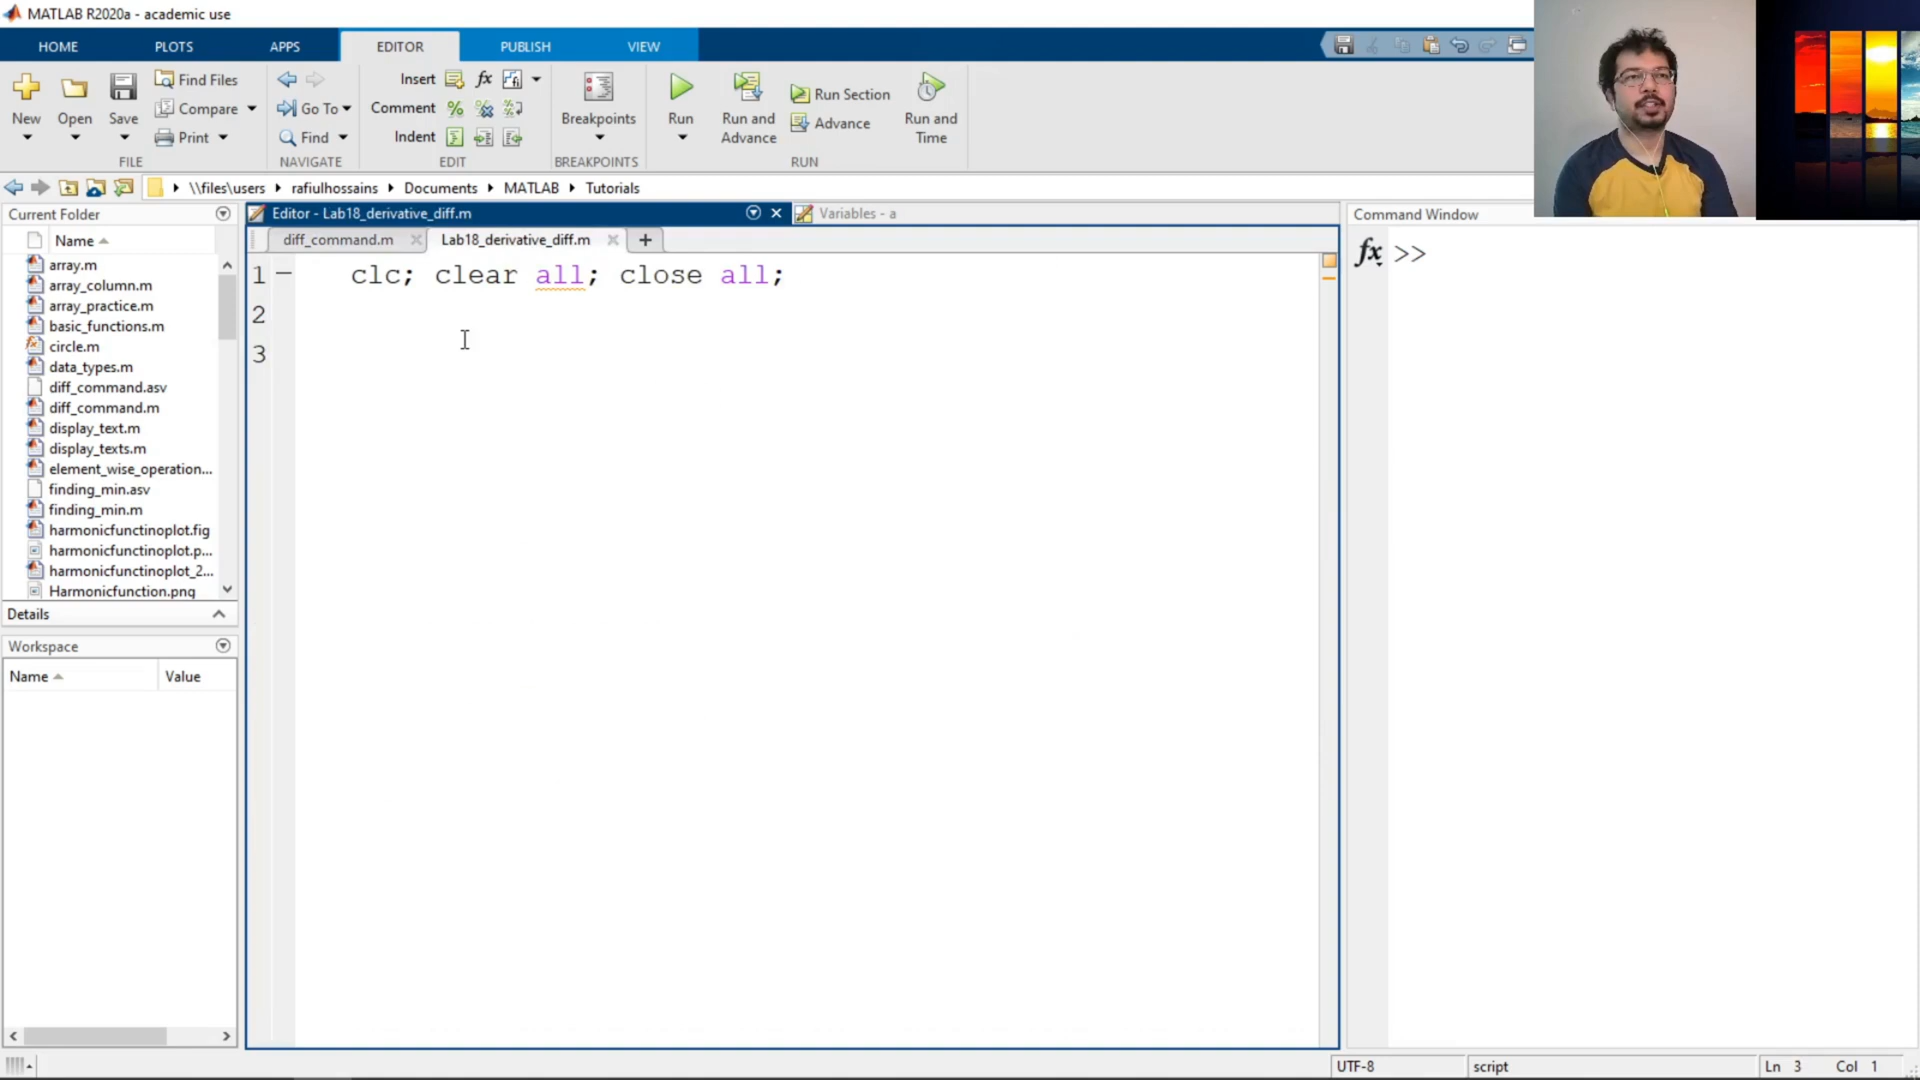 MATLAB R2020a - academic use
HOME PLOTS APPS EDITOR PUBLISH VIEW
New
Open
Save
Find Files
Compare
Print
FILE
Go To
Find
NAVIGATE
Insert fx
Comment %
Indent
EDIT
Breakpoints
BREAKPOINTS
Run
Run and
Advance
Run Section
Advance
Run and
Time
RUN
\\files\users rafiulhossains Documents MATLAB Tutorials
Current Folder
Name
array.m
array_column.m
array_practice.m
basic_functions.m
circle.m
data_types.m
diff_command.asv
diff_command.m
display_text.m
display_texts.m
element_wise_operation...
finding_min.asv
finding_min.m
harmonicfunctinoplot.fig
harmonicfunctinoplot.p...
harmonicfunctinoplot_2...
Harmonicfunction.png
Details
Workspace
Name Value
Editor - Lab18_derivative_diff.m
Variables - a
diff_command.m Lab18_derivative_diff.m +
1 clc; clear all; close all;
2
3
Command Window
fx >>
UTF-8 script Ln 3 Col 1